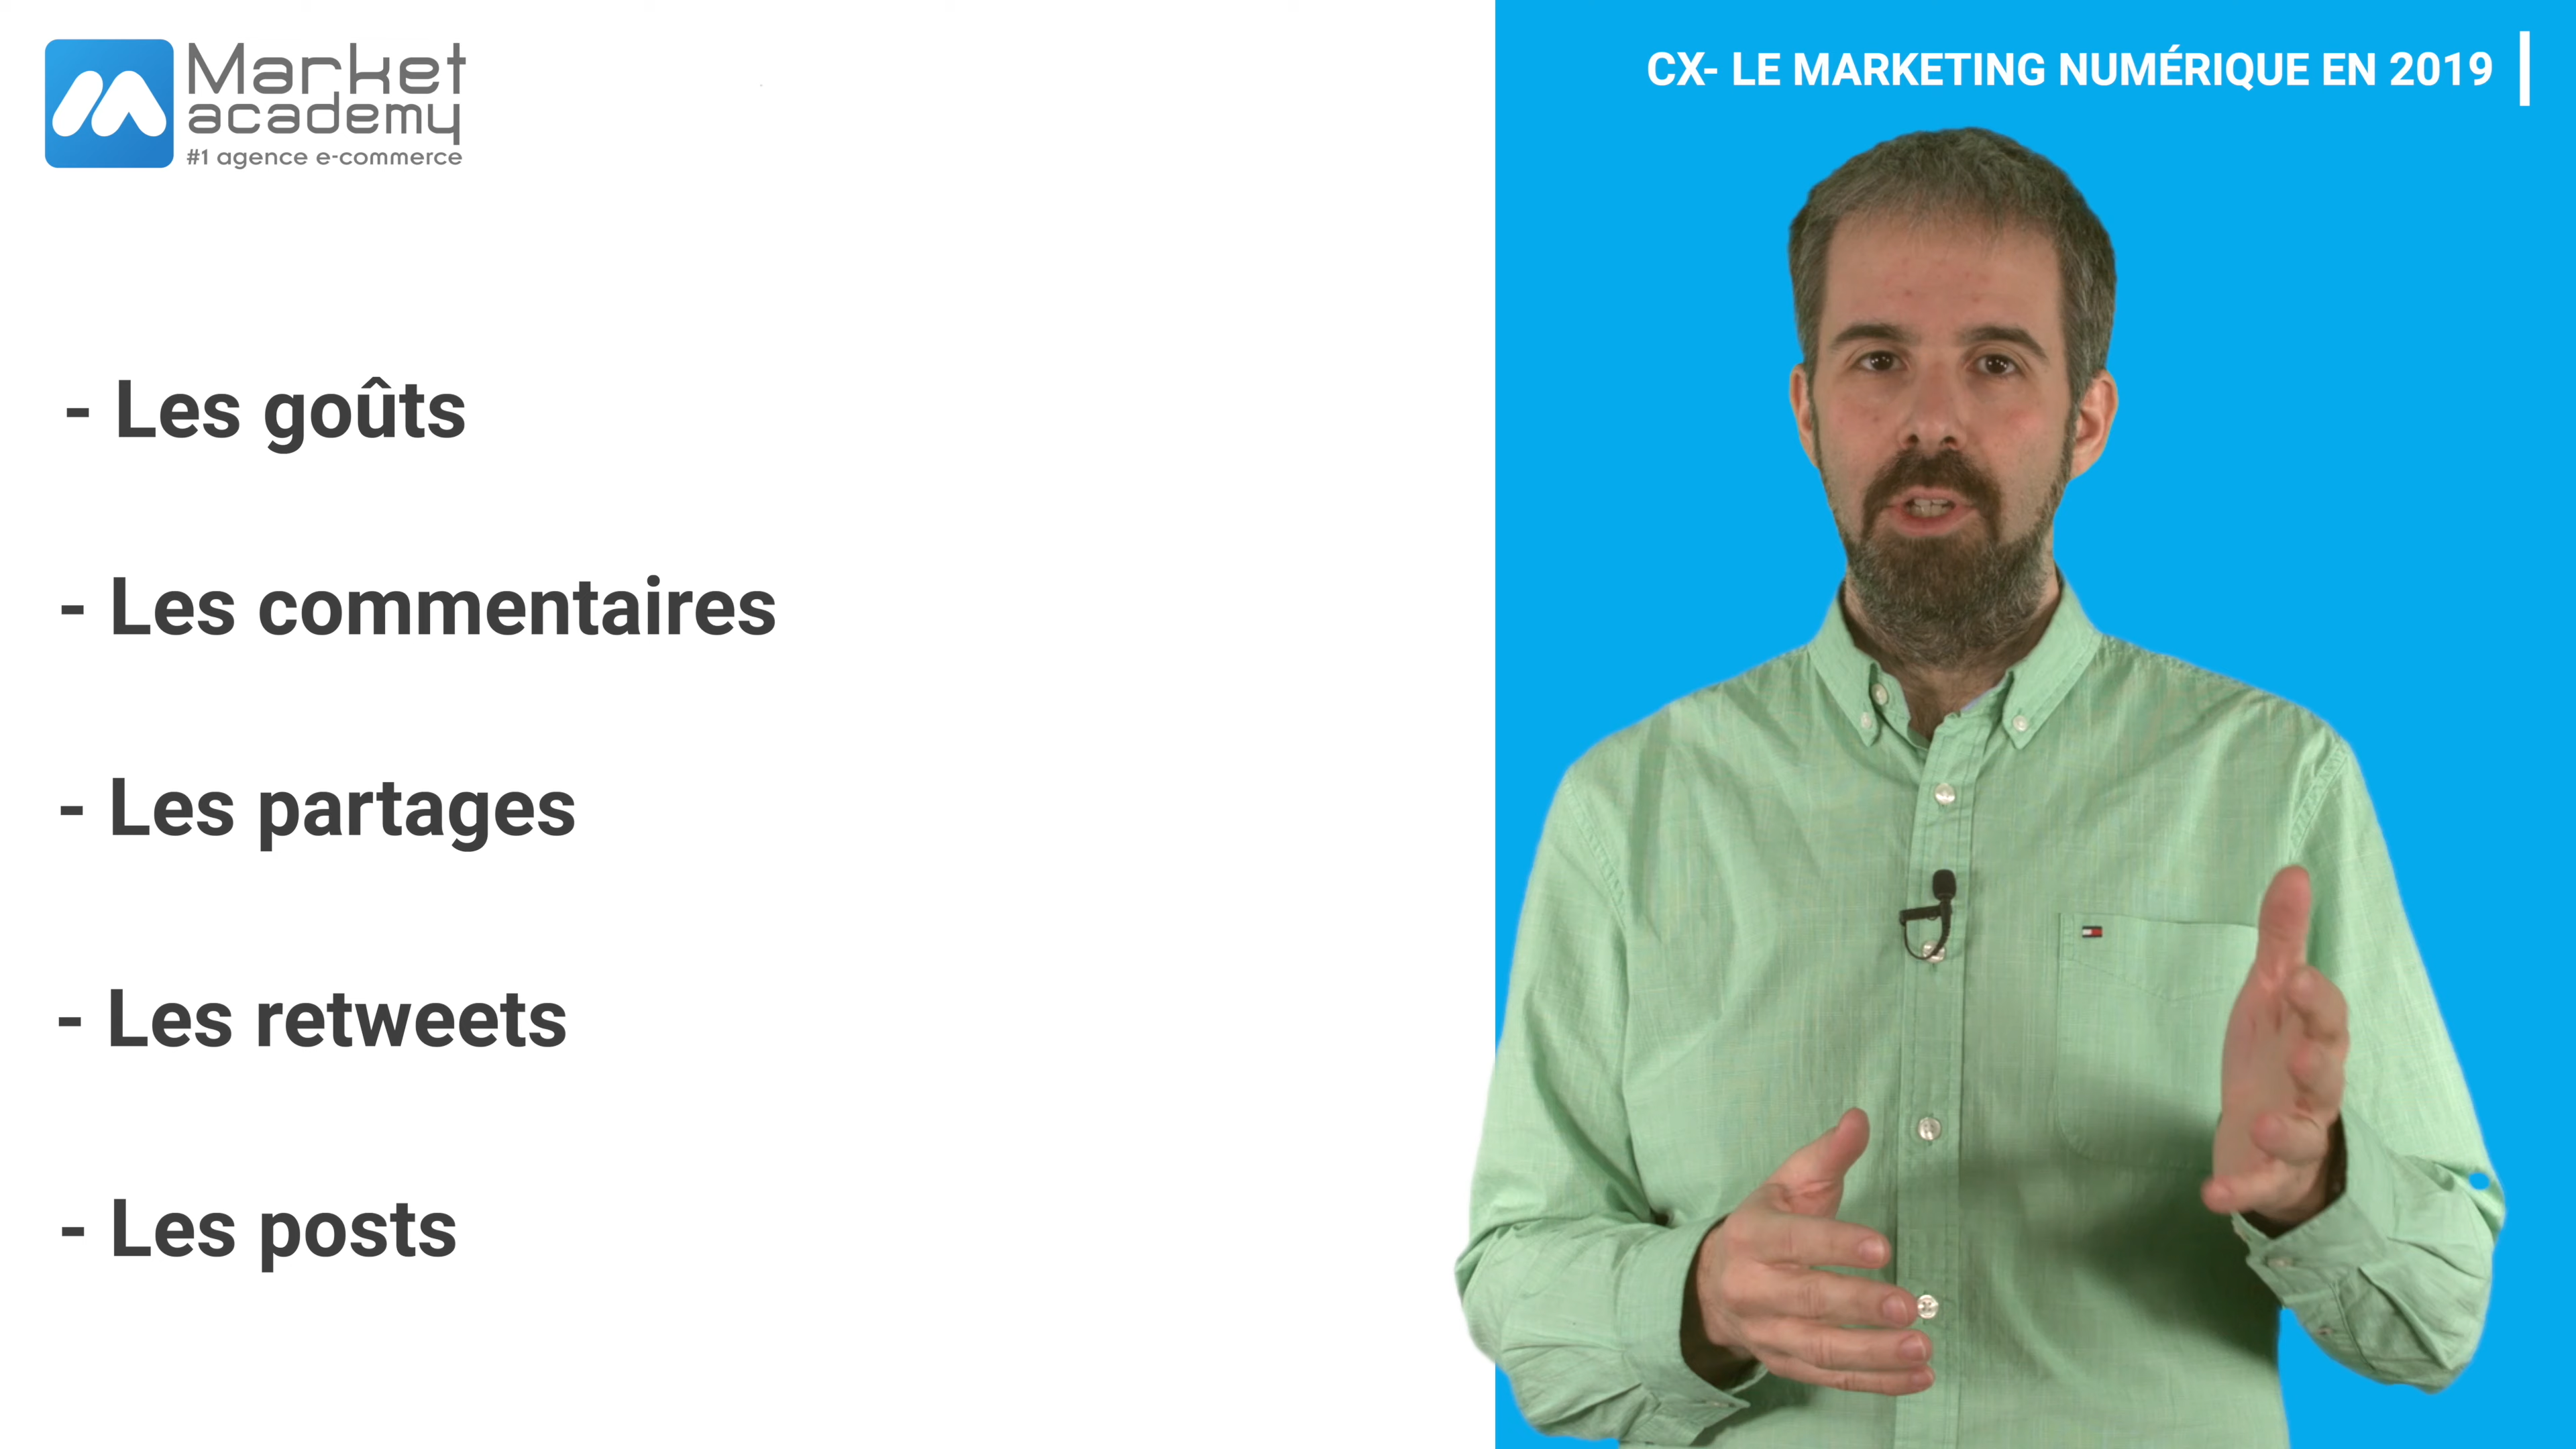 Market
academy
#1 agence e-commerce
CX- LE MARKETING NUMÉRIQUE EN 2019
- Les goûts
- Les commentaires
- Les partages
- Les retweets
- Les posts